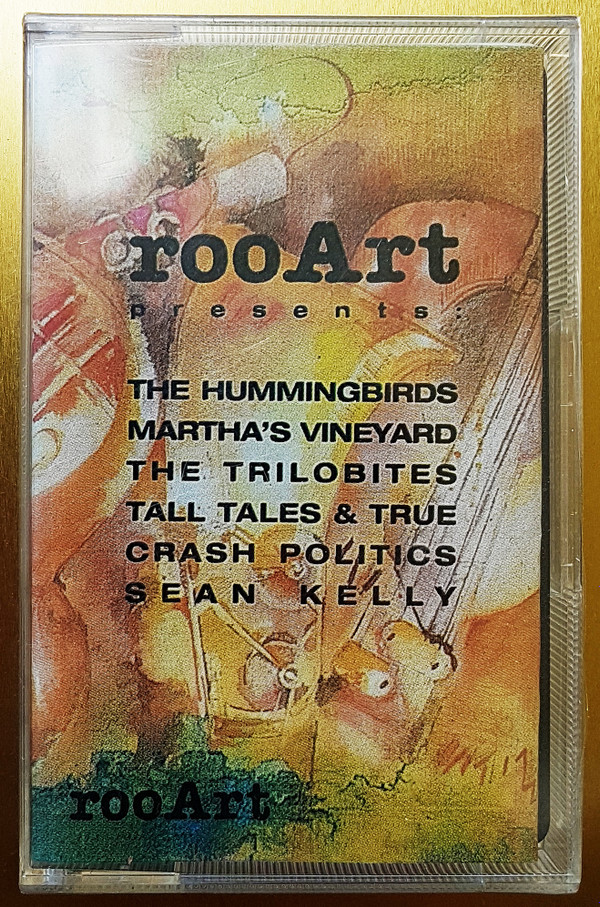 rooArt
presents:
THE HUMMINGBIRDS
MARTHA'S VINEYARD
THE TRILOBITES
TALL TALES & TRUE
CRASH POLITICS
SEAN KELLY
rooArt